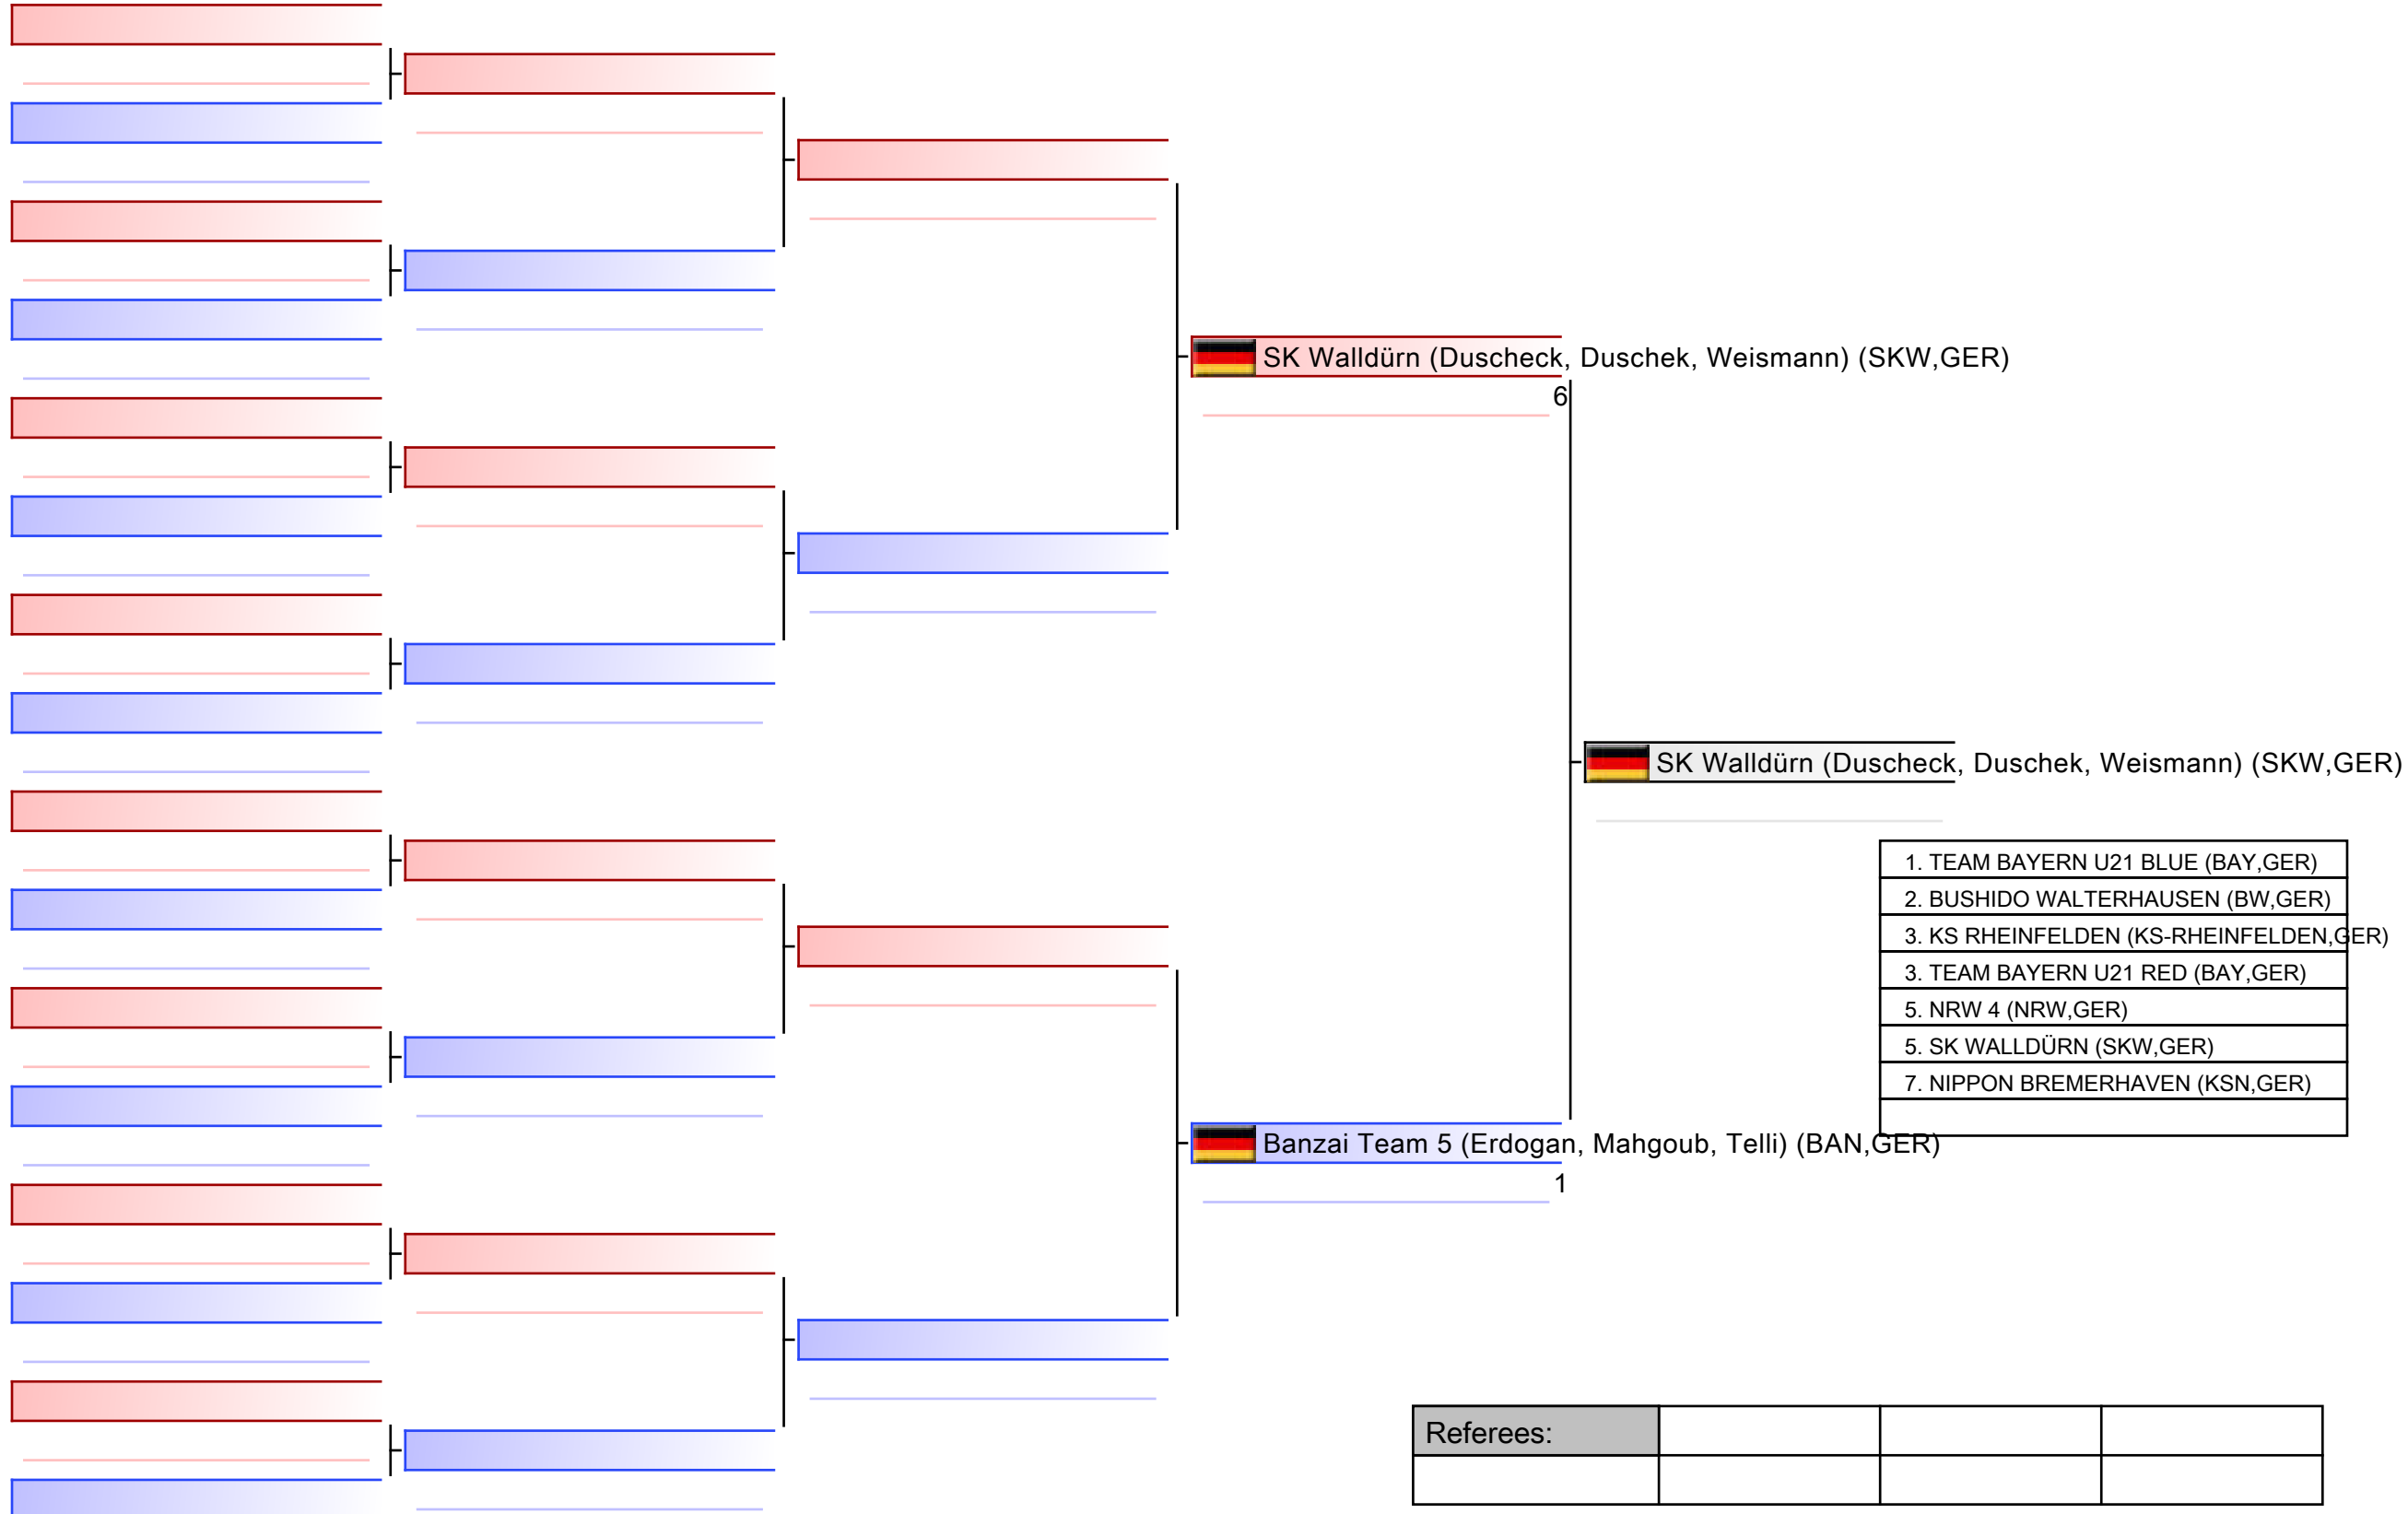 SK Walldürn (Duscheck, Duschek, Weismann) (SKW,GER)
6
SK Walldürn (Duscheck, Duschek, Weismann) (SKW,GER)
1. TEAM BAYERN U21 BLUE (BAY,GER)
2. BUSHIDO WALTERHAUSEN (BW,GER)
3. KS RHEINFELDEN (KS-RHEINFELDEN,GER)
3. TEAM BAYERN U21 RED (BAY,GER)
5. NRW 4 (NRW,GER)
5. SK WALLDÜRN (SKW,GER)
7. NIPPON BREMERHAVEN (KSN,GER)
Banzai Team 5 (Erdogan, Mahgoub, Telli) (BAN,GER)
1
Referees: